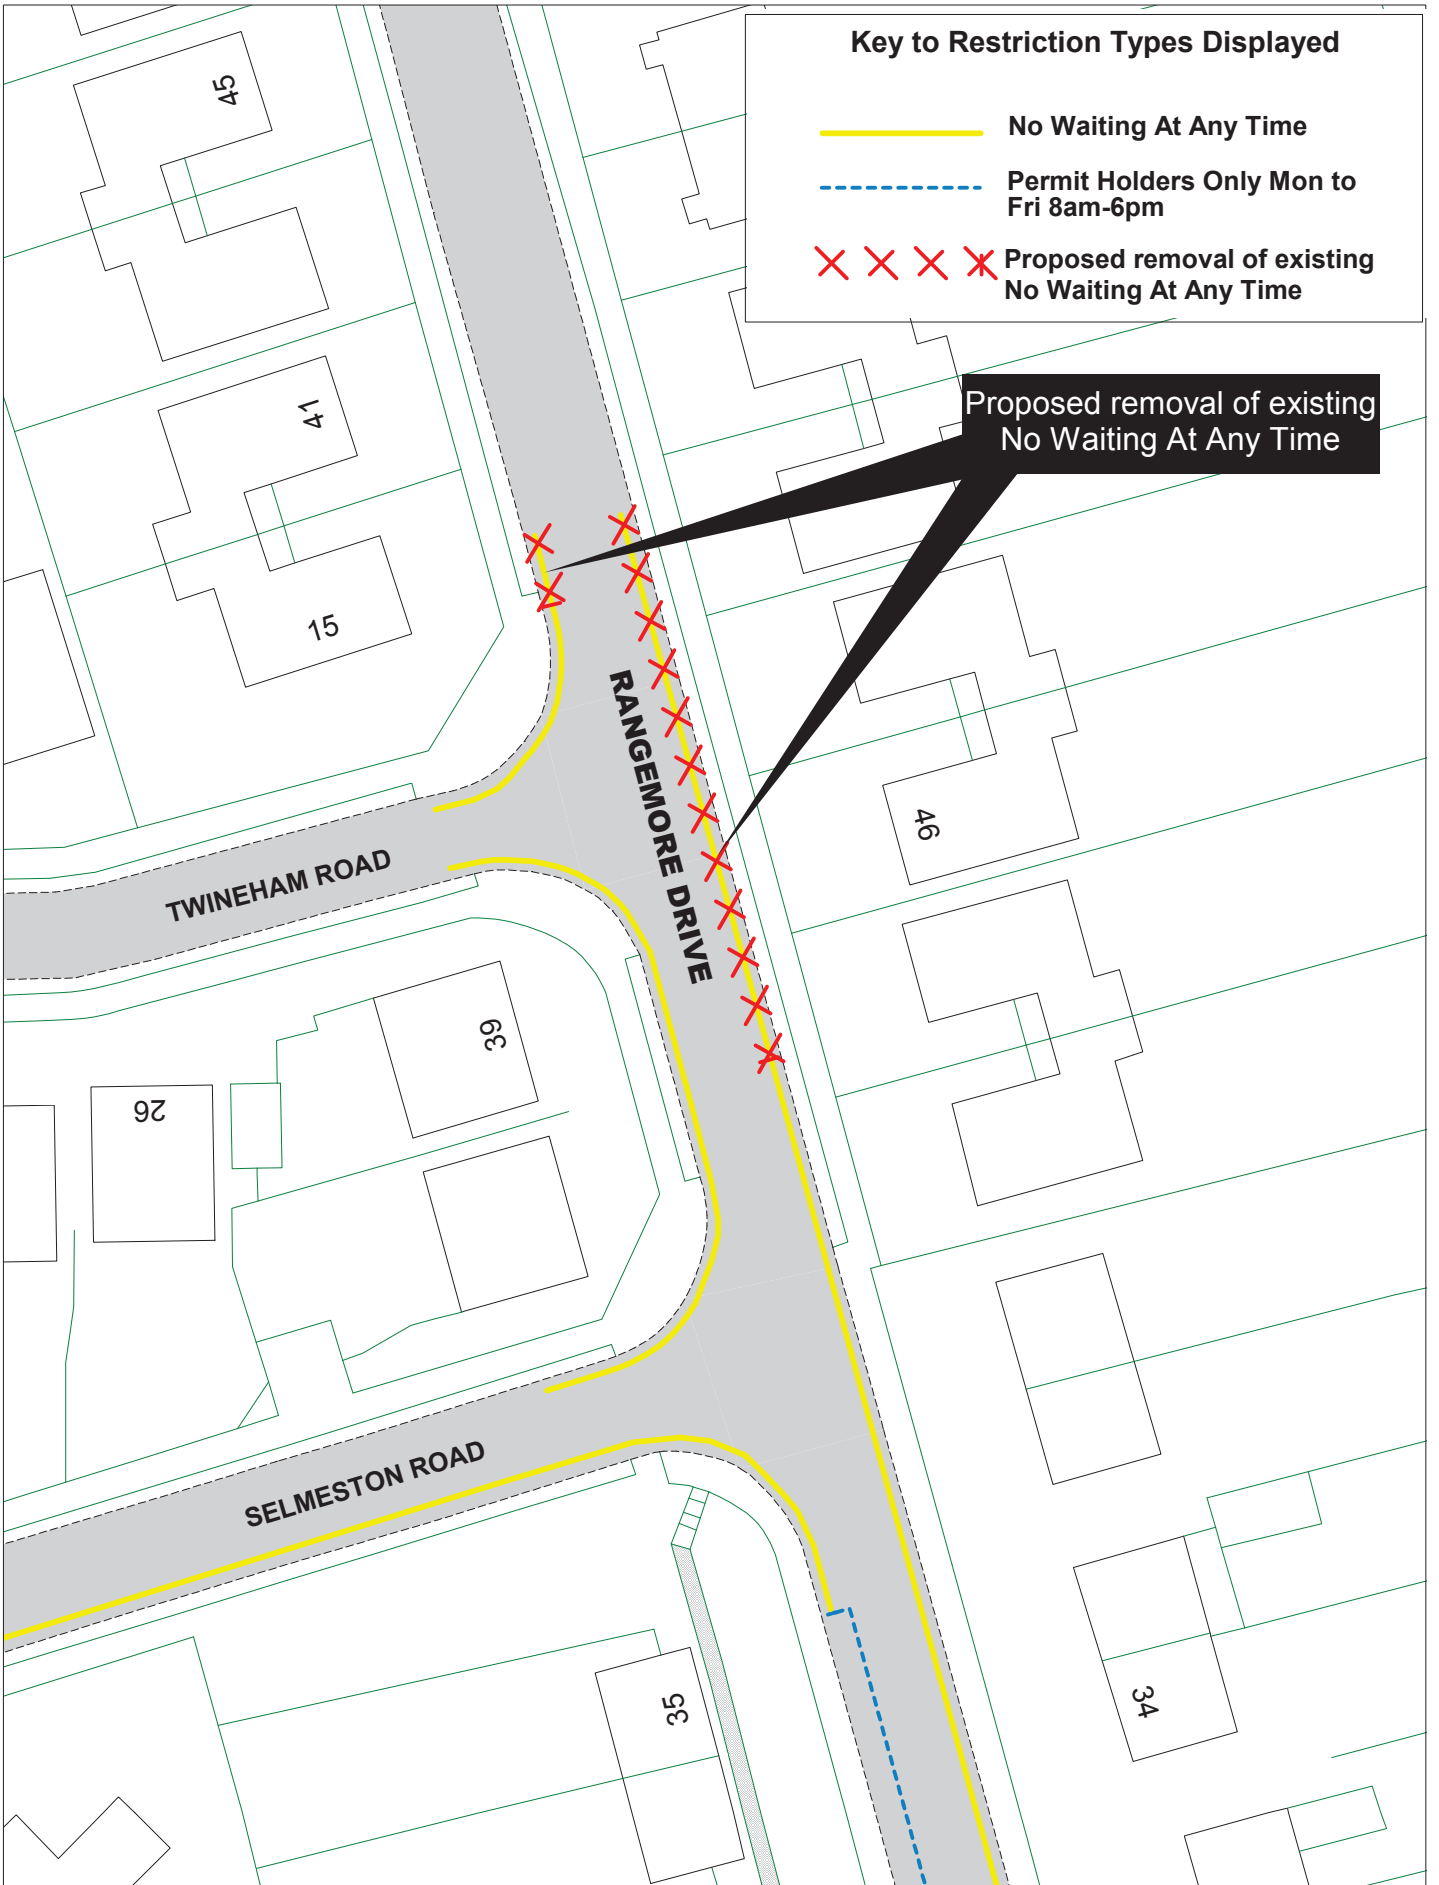 Key to Restriction Types Displayed
No Waiting At Any Time
Permit Holders Only Mon to
Fri 8am-6pm
Proposed removal of existing
No Waiting At Any Time
Proposed removal of existing
No Waiting At Any Time
45
41
15
RANGEMORE DRIVE
46
TWINEHAM ROAD
39
26
SELMESTON ROAD
35
34